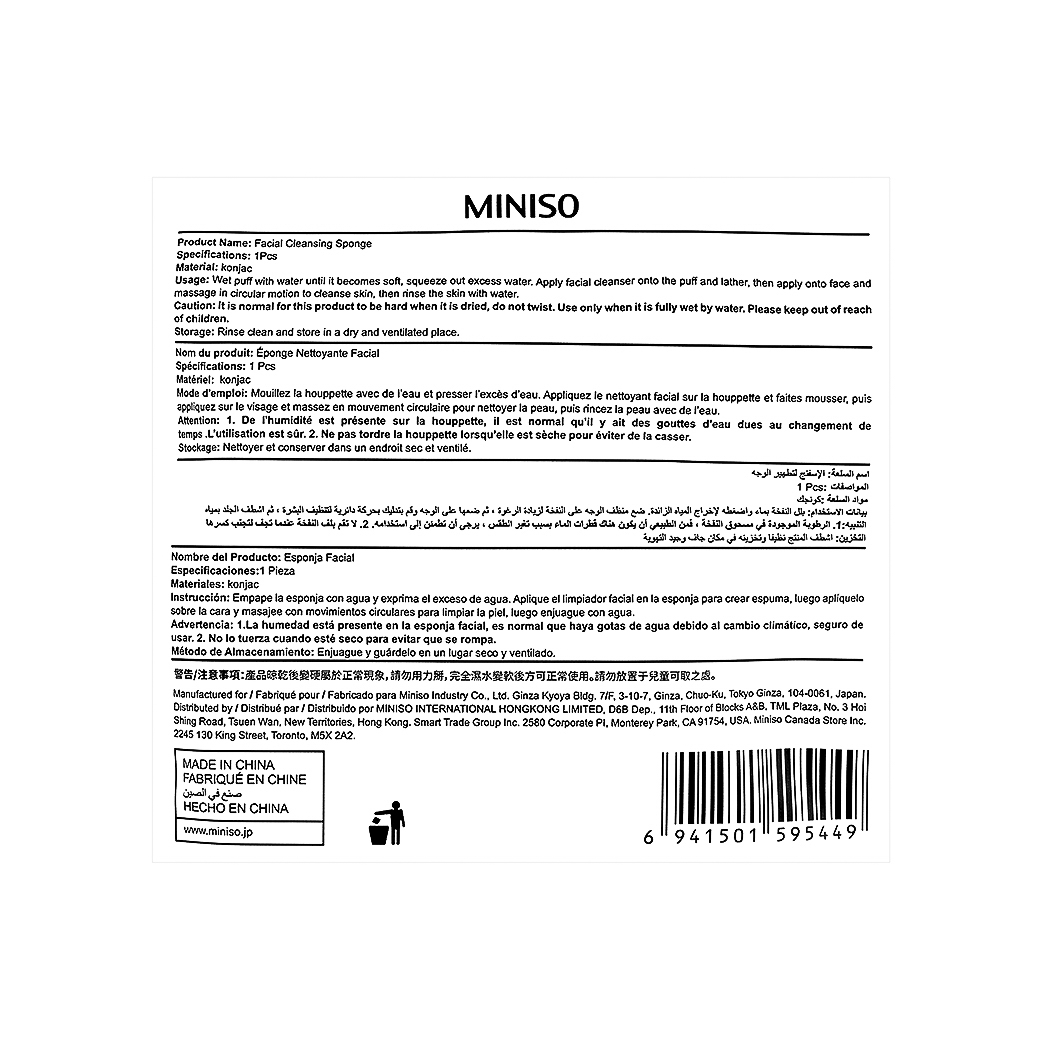 MINISO
Product Name: Facial Cleansing Sponge
Specifications: 1Pcs
Material: konjac
Usage: Wet puff with water until it becomes soft, squeeze out excess water. Apply facial cleanser onto the puff and lather, then apply onto face and
massage in circular motion to cleanse skin, then rinse the skin with water.
Caution: It is normal for this product to be hard when it is dried, do not twist. Use only when it is fully wet by water. Please keep out of reach
of children.
Storage: Rinse clean and store in a dry and ventilated place.
Nom du produit: Éponge Nettoyante Facial
Spécifications: 1 Pcs
Matériel: konjac
Mode d'emploi: Mouillez la houppette avec de l'eau et presser l'excès d'eau. Appliquez le nettoyant facial sur la houppette et faites mousser, puis
appliquez sur le visage et massez en mouvement circulaire pour nettoyer la peau, puis rincez la peau avec de l'eau.
Attention: 1. De l'humidité est présente sur la houppette, il est normal qu'il y ait des gouttes d'eau dues au changement de
temps .L'utilisation est sûr. 2. Ne pas tordre la houppette lorsqu'elle est sèche pour éviter de la casser.
Stockage: Nettoyer et conserver dans un endroit sec et ventilé.
اسم السلعة: الإسفنج لتطهير الوجه
المواصفات: 1 Pcs
مواد السلعة :كونجك
بيانات الاستخدام: بلل النفخة بماء واضغطه لإخراج المياه الزائدة. ضع منظف الوجه على النفخة لزيادة الرغوة ، ثم ضمها على الوجه وقم بتدليك بحركة دائرية لتنظيف البشرة ، ثم اشطف الجلد بمياه
التنبيه:1. الرطوبة الموجودة في مسحوق النفخة ، فمن الطبيعي أن يكون هناك قطرات الماء بسبب تغير الطقس ، يرجى أن تطمئن إلى استخدامه. 2. لا تقم بلف النفخة عندما تجف لتجنب كسرها
التخزين: اشطف المنتج نظيفا وتخزينه في مكان جاف وجيد التهوية
Nombre del Producto: Esponja Facial
Especificaciones:1 Pieza
Materiales: konjac
Instrucción: Empape la esponja con agua y exprima el exceso de agua. Aplique el limpiador facial en la esponja para crear espuma, luego aplíquelo
sobre la cara y masajee con movimientos circulares para limpiar la piel, luego enjuague con agua.
Advertencia: 1.La humedad está presente en la esponja facial, es normal que haya gotas de agua debido al cambio climático, seguro de
usar. 2. No lo tuerza cuando esté seco para evitar que se rompa.
Método de Almacenamiento: Enjuague y guárdelo en un lugar seco y ventilado.
警告/注意事項:產品晾乾後變硬屬於正常現象,請勿用力掰,完全濕水變軟後方可正常使用。請勿放置于兒童可取之處。
Manufactured for / Fabriqué pour / Fabricado para Miniso Industry Co., Ltd. Ginza Kyoya Bldg. 7/F, 3-10-7, Ginza, Chuo-Ku, Tokyo Ginza, 104-0061, Japan.
Distributed by / Distribué par / Distribuido por MINISO INTERNATIONAL HONGKONG LIMITED, D6B Dep., 11th Floor of Blocks A&B, TML Plaza, No. 3 Hoi
Shing Road, Tsuen Wan, New Territories, Hong Kong. Smart Trade Group Inc. 2580 Corporate Pl, Monterey Park, CA 91754, USA. Miniso Canada Store Inc.
2245 130 King Street, Toronto, M5X 2A2.
MADE IN CHINA
FABRIQUÉ EN CHINE
صنع في الصين
HECHO EN CHINA
www.miniso.jp
6 941501 595449